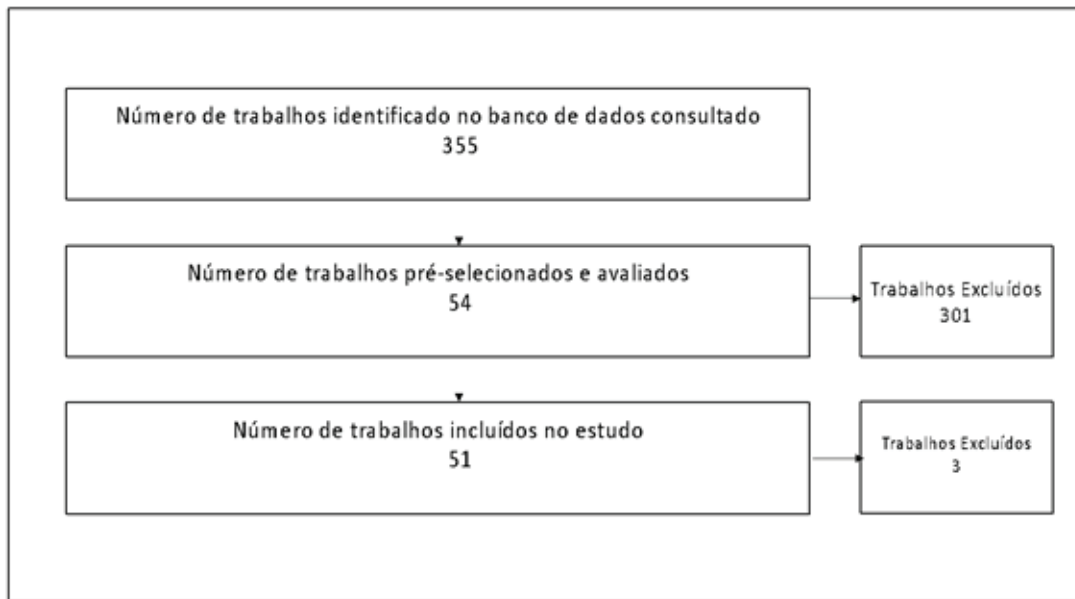 Número de trabalhos identificado no banco de dados consultado
355
Número de trabalhos pré-selecionados e avaliados
54
Trabalhos Excluídos
301
Número de trabalhos incluídos no estudo
51
Trabalhos Excluídos
3